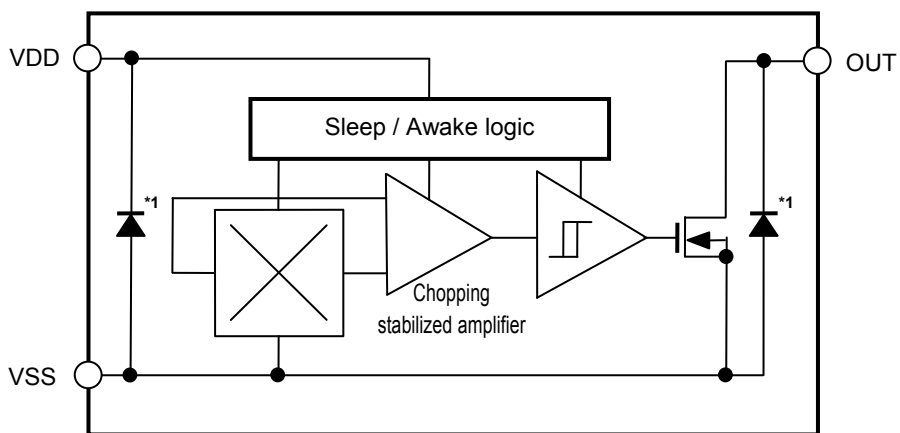 VDD
OUT
Sleep / Awake logic
*1
*1
Chopping
stabilized amplifier
VSS